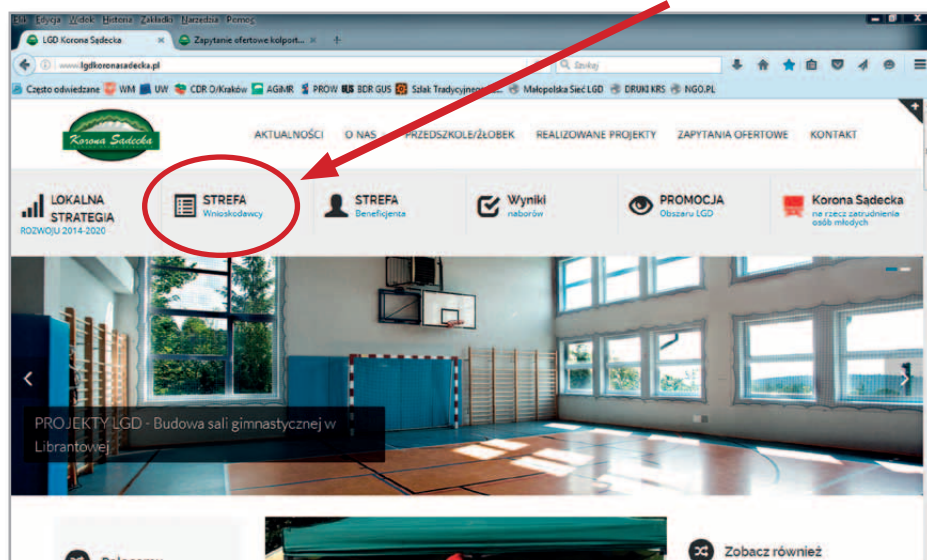 Plik Edycja Widok Historia Zakładki Narzędzia Pomoc
LGD Korona Sądecka × Zapytanie ofertowe kolport... × +
www.lgdkoronasadecka.pl Szukaj
Często odwiedzane WM UW CDR O/Kraków AGiMR PROW BUS BDR GUS Szlak Tradycyjnego Małopolska Sieć LGD DRUKI KRS NGO.PL
Korona Sądecka
AKTUALNOŚCI O NAS PRZEDSZKOLE/ŻŁOBEK REALIZOWANE PROJEKTY ZAPYTANIA OFERTOWE KONTAKT
LOKALNA STRATEGIA
ROZWOJU 2014-2020
STREFA
Wnioskodawcy
STREFA
Beneficjenta
Wyniki
naborów
PROMOCJA
Obszaru LGD
Korona Sądecka
na rzecz zatrudnienia
osób młodych
PROJEKTY LGD - Budowa sali gimnastycznej w
Librantowej
Polecamy
Zobacz również